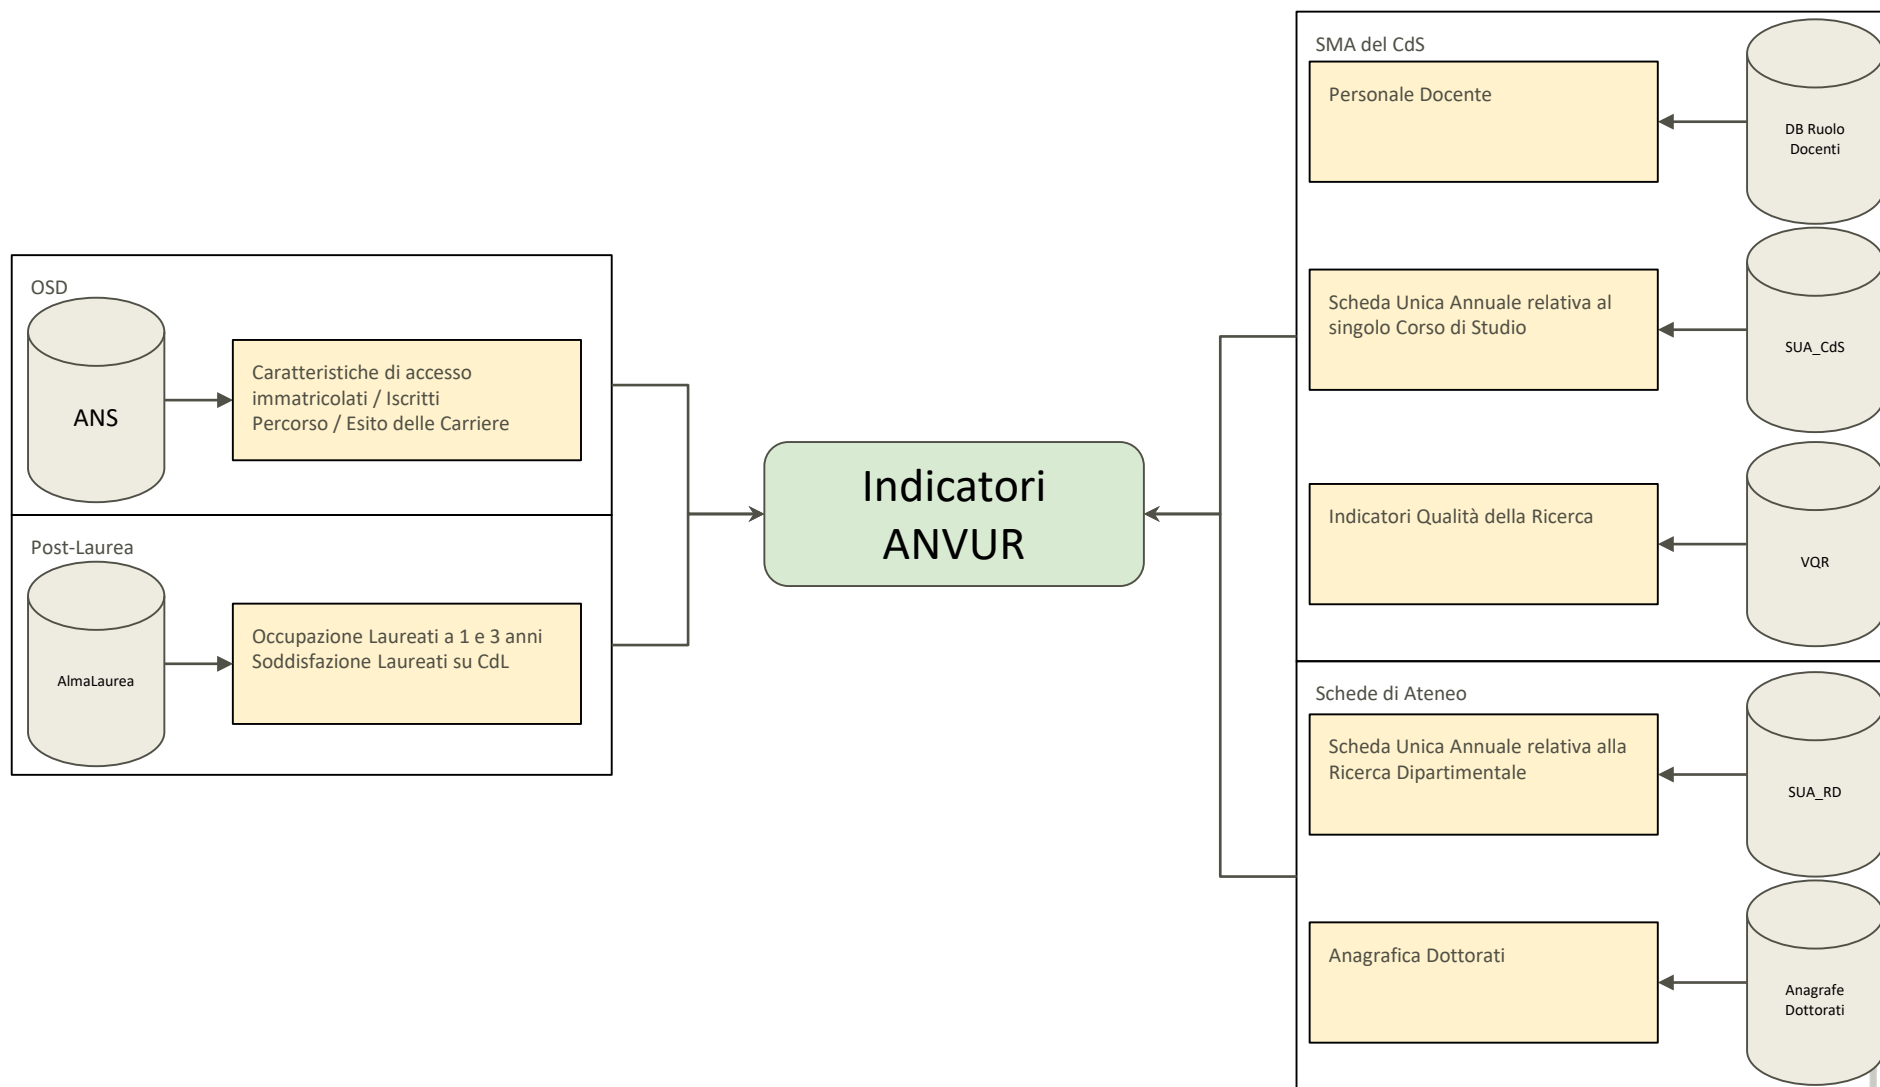 OSD
ANS
Caratteristiche di accesso
immatricolati / Iscritti
Percorso / Esito delle Carriere
Post-Laurea
AlmaLaurea
Occupazione Laureati a 1 e 3 anni
Soddisfazione Laureati su CdL
Indicatori
ANVUR
SMA del CdS
Personale Docente
DB Ruolo
Docenti
Scheda Unica Annuale relativa al
singolo Corso di Studio
SUA_CdS
Indicatori Qualità della Ricerca
VQR
Schede di Ateneo
Scheda Unica Annuale relativa alla
Ricerca Dipartimentale
SUA_RD
Anagrafica Dottorati
Anagrafe
Dottorati